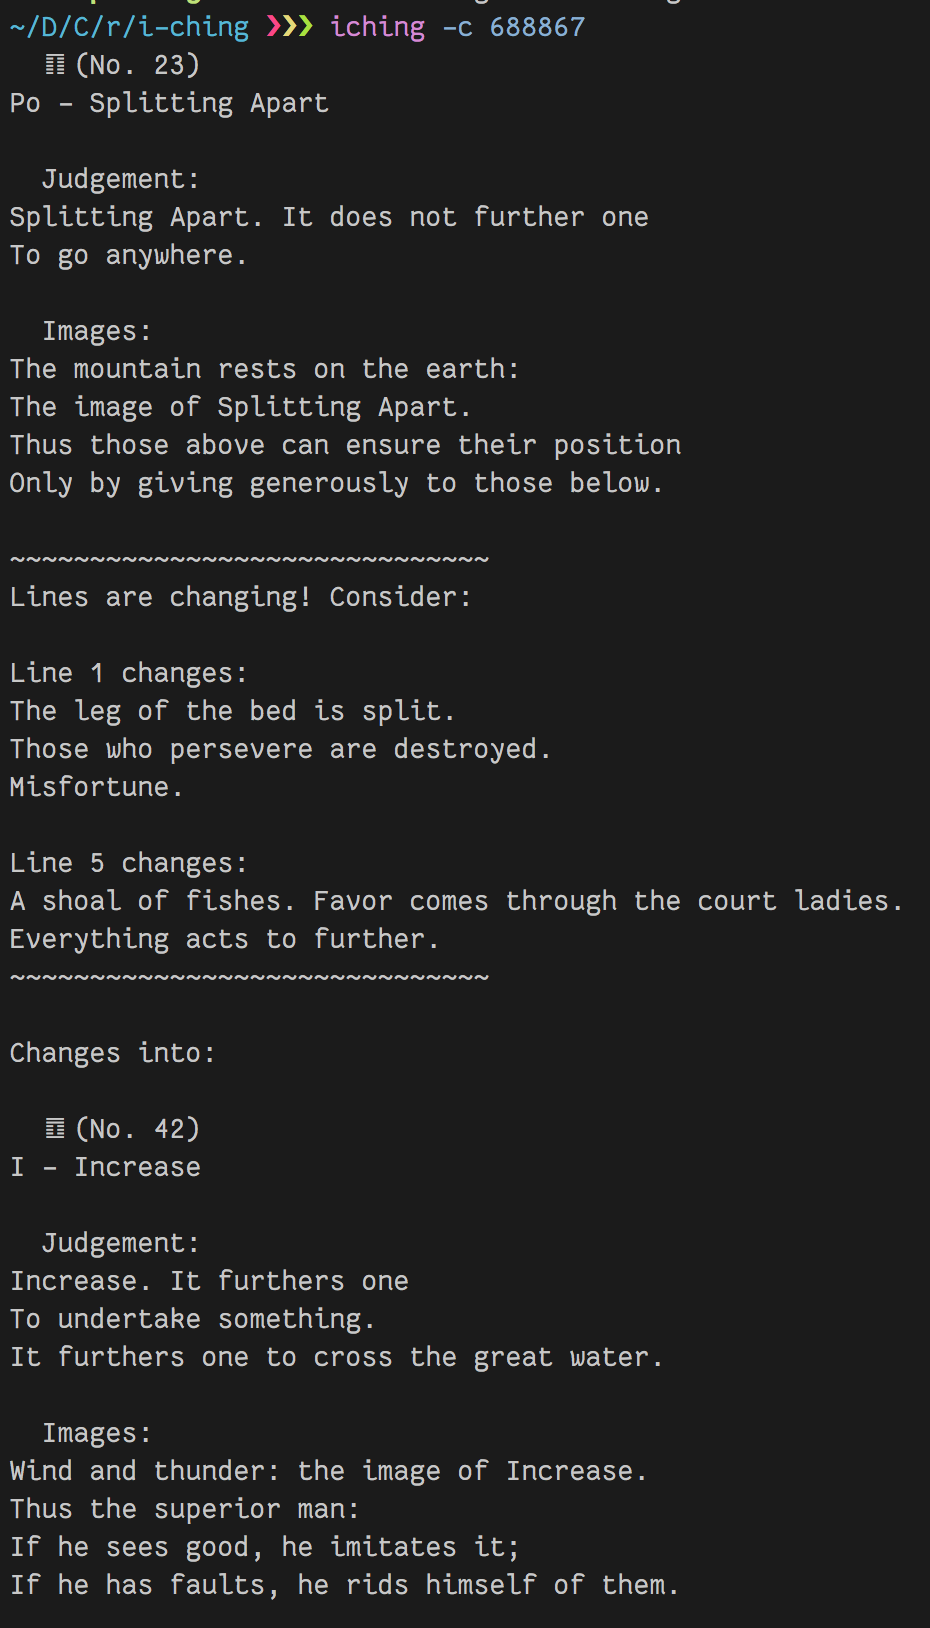 ~/D/C/r/i-ching ❯❯❯ iching -c 688867
䷖ (No. 23)
Po - Splitting Apart
Judgement:
Splitting Apart. It does not further one
To go anywhere.
Images:
The mountain rests on the earth:
The image of Splitting Apart.
Thus those above can ensure their position
Only by giving generously to those below.
~~~~~~~~~~~~~~~~~~~~~~~~~~~~~~
Lines are changing! Consider:
Line 1 changes:
The leg of the bed is split.
Those who persevere are destroyed.
Misfortune.
Line 5 changes:
A shoal of fishes. Favor comes through the court ladies.
Everything acts to further.
~~~~~~~~~~~~~~~~~~~~~~~~~~~~~~
Changes into:
䷩ (No. 42)
I - Increase
Judgement:
Increase. It furthers one
To undertake something.
It furthers one to cross the great water.
Images:
Wind and thunder: the image of Increase.
Thus the superior man:
If he sees good, he imitates it;
If he has faults, he rids himself of them.